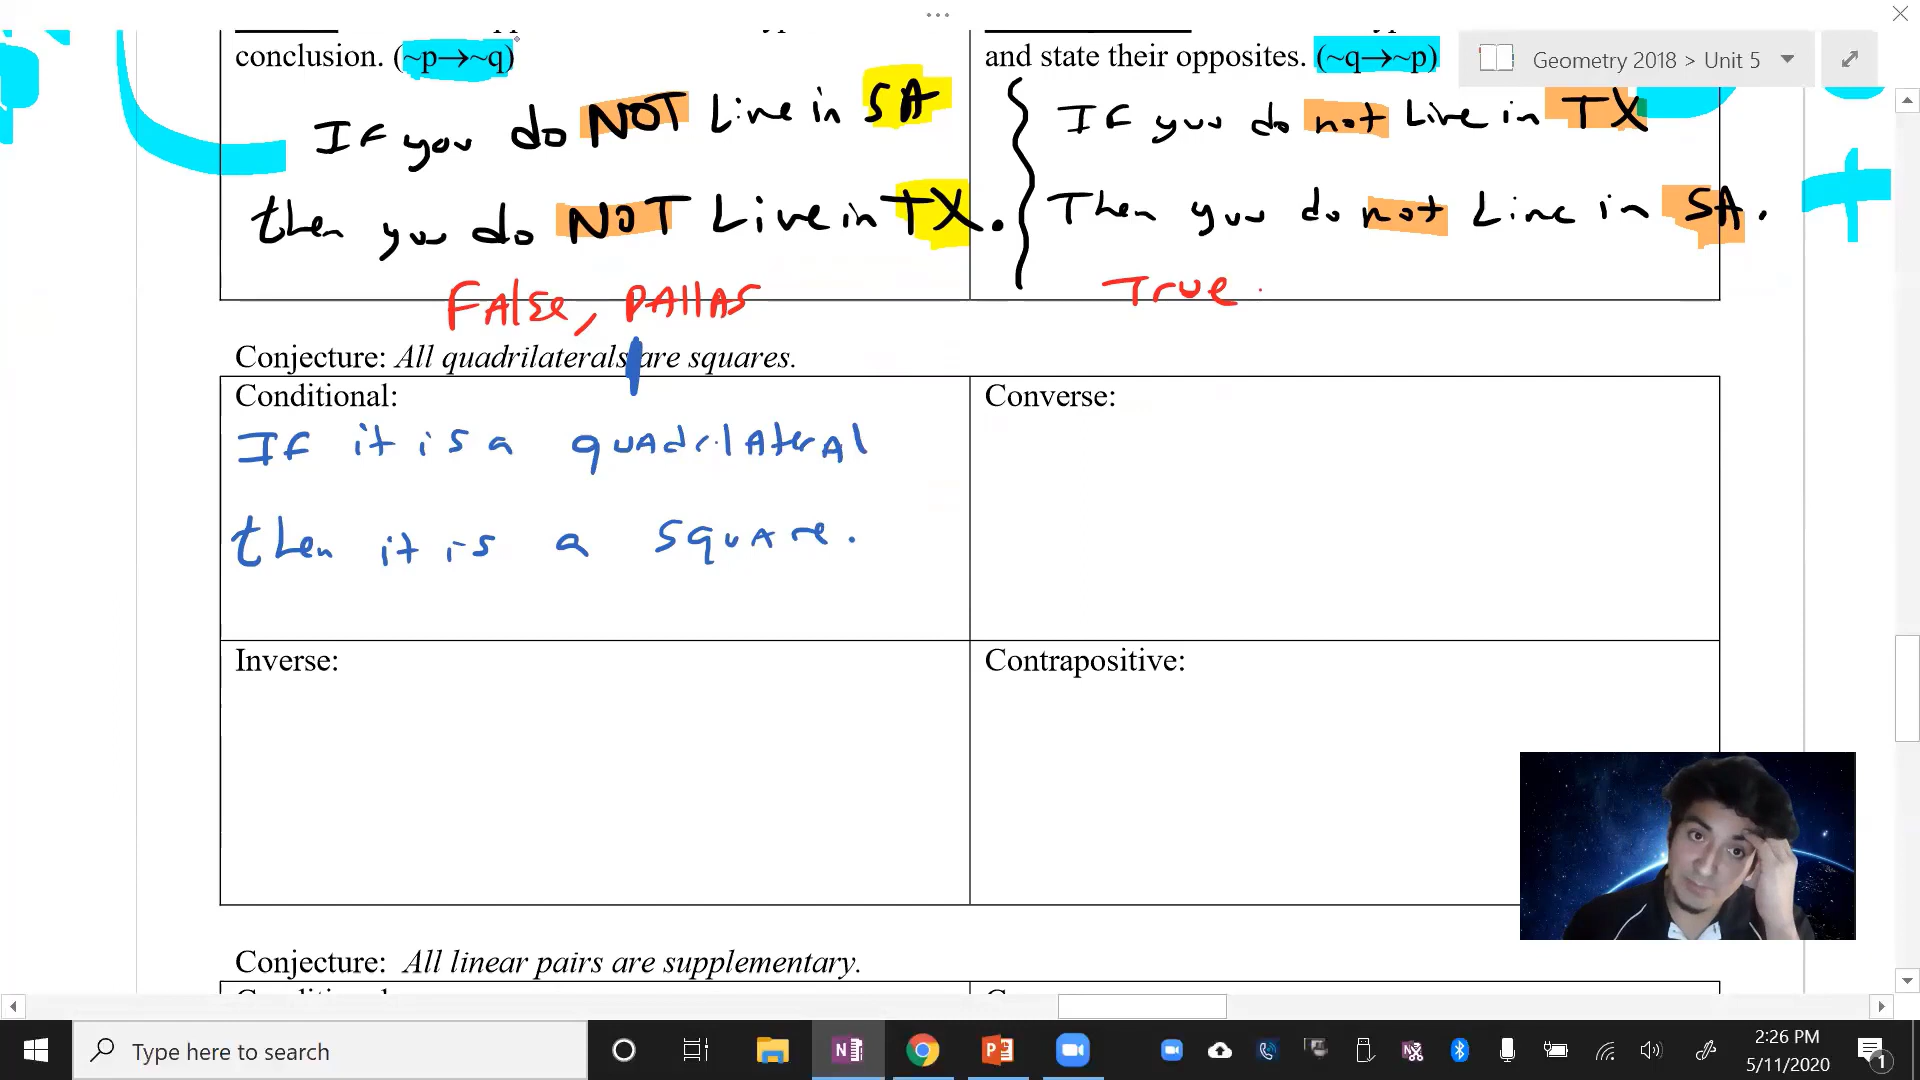 conclusion. (~p→~q)
and state their opposites. (~q→~p)
Geometry 2018 > Unit 5
If you do NOT Live in SA
then you do NOT Live in TX.
False, DAllAS
If you do not Live in TX
Then you do not Live in SA.
True.
Conjecture: All quadrilaterals are squares.
Conditional:
If it is a quadrilateral
then it is a square.
Converse:
Inverse:
Contrapositive:
Conjecture: All linear pairs are supplementary.
Type here to search
2:26 PM
5/11/2020
1